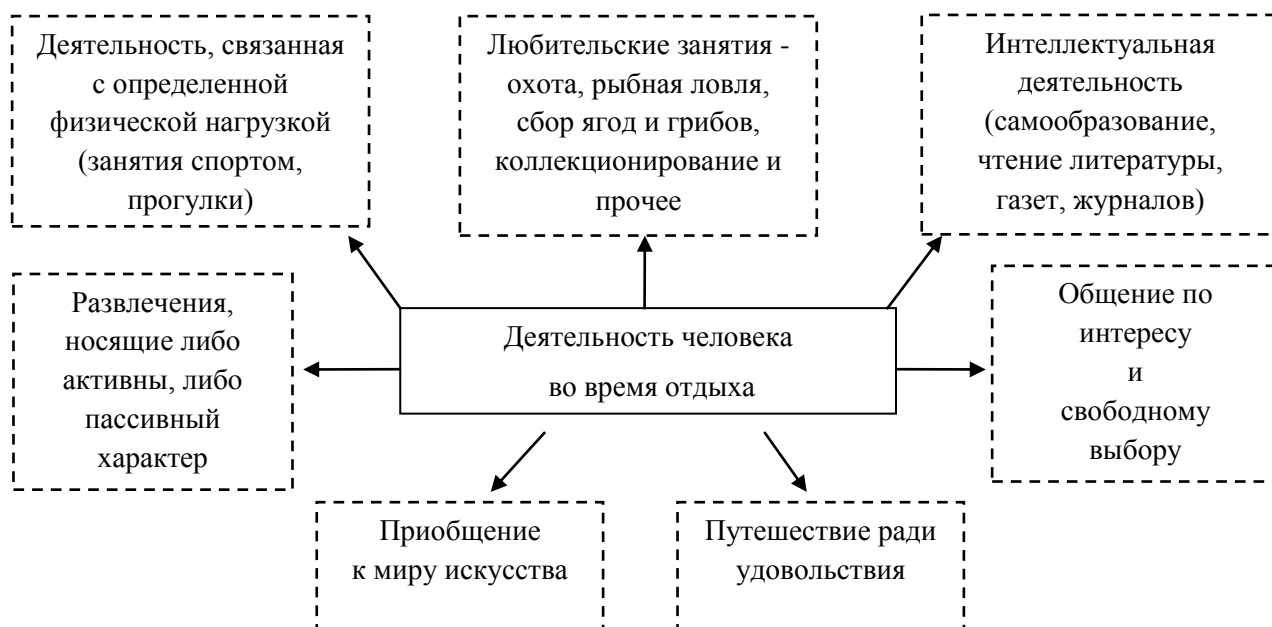 Деятельность, связанная
с определенной
физической нагрузкой
(занятия спортом,
прогулки)
Любительские занятия -
охота, рыбная ловля,
сбор ягод и грибов,
коллекционирование и
прочее
Интеллектуальная
деятельность
(самообразование,
чтение литературы,
газет, журналов)
Развлечения,
носящие либо
активны, либо
пассивный
характер
Деятельность человека
во время отдыха
Общение по
интересу
и
свободному
выбору
Приобщение
к миру искусства
Путешествие ради
удовольствия